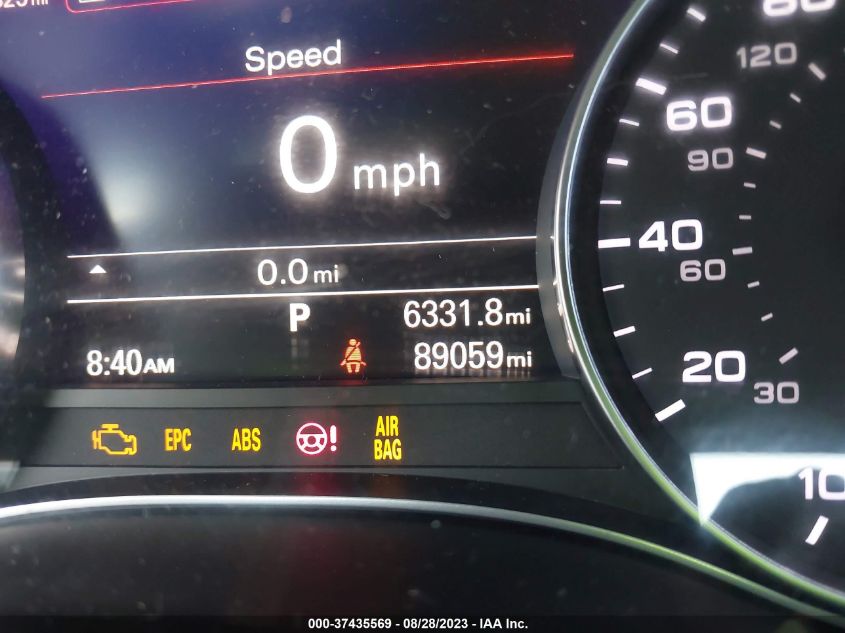 Speed
0 mph
0.0 mi
P 6331.8 mi
8:40 AM 89059 mi
EPC ABS AIR BAG
120
60
90
40
60
20
30
10
000-37435569 - 08/28/2023 - IAA Inc.